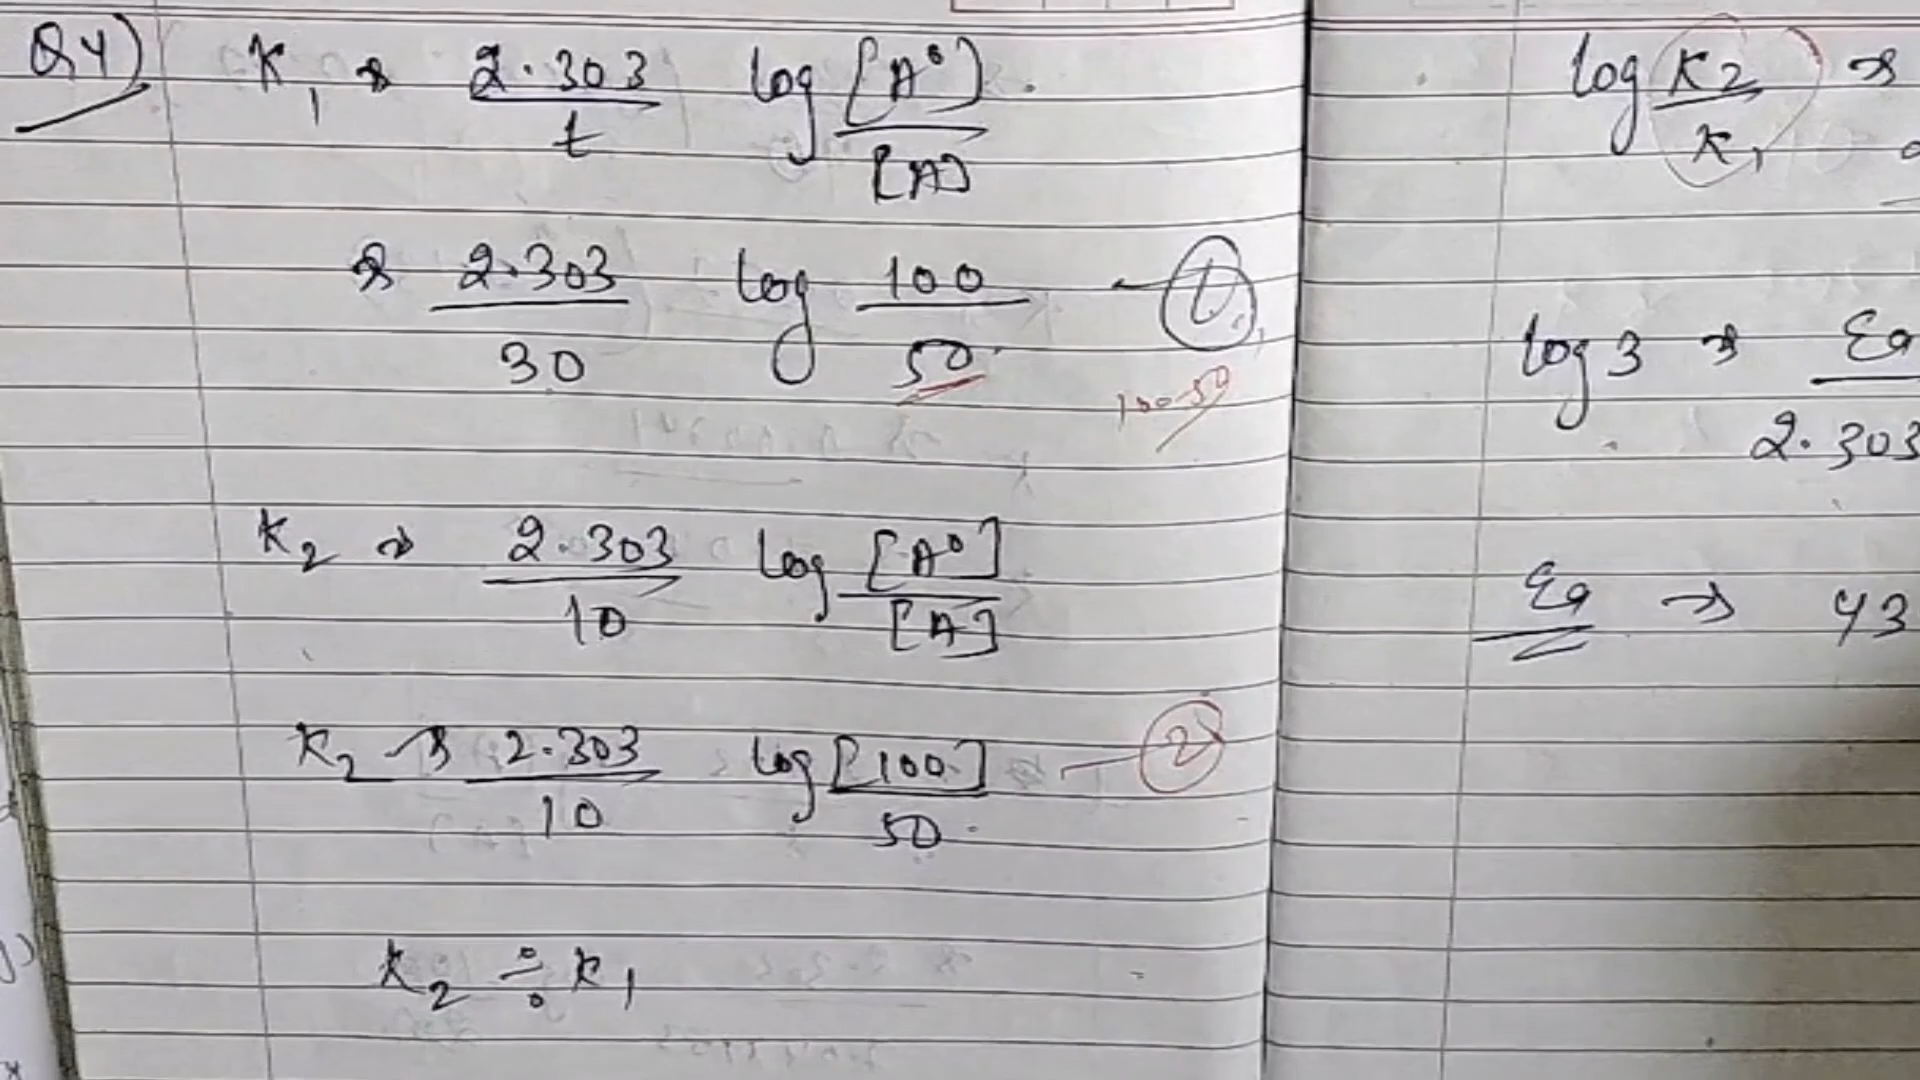 Q4) K₁ → 2.303/t log [A°]/[A]
→ 2.303/30 log 100/50 — ①
100-50
K₂ → 2.303/10 log [A°]/[A]
K₂ → 2.303/10 log [100]/50 — ②
K₂ ÷ K₁
log K₂/K₁ →
log 3 → Ea/2.303
Ea → 43